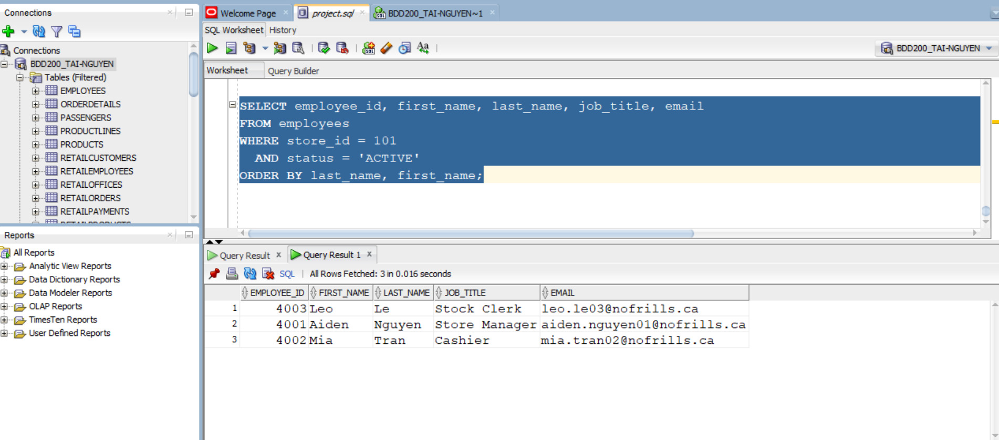 Connections
Connections
BDD200_TAI-NGUYEN
Tables (Filtered)
EMPLOYEES
ORDERDETAILS
PASSENGERS
PRODUCTLINES
PRODUCTS
RETAILCUSTOMERS
RETAILEMPLOYEES
RETAILOFFICES
RETAILORDERS
RETAILPAYMENTS
Reports
All Reports
Analytic View Reports
Data Dictionary Reports
Data Modeler Reports
OLAP Reports
TimesTen Reports
User Defined Reports
Welcome Page project.sql BDD200_TAI-NGUYEN~1
SQL Worksheet History
BDD200_TAI-NGUYEN
Worksheet Query Builder
SELECT employee_id, first_name, last_name, job_title, email
FROM employees
WHERE store_id = 101
AND status = 'ACTIVE'
ORDER BY last_name, first_name;
Query Result x Query Result 1 x
SQL | All Rows Fetched: 3 in 0.016 seconds
EMPLOYEE_ID FIRST_NAME LAST_NAME JOB_TITLE EMAIL
1 4003 Leo Le Stock Clerk leo.le03@nofrills.ca
2 4001 Aiden Nguyen Store Manager aiden.nguyen01@nofrills.ca
3 4002 Mia Tran Cashier mia.tran02@nofrills.ca